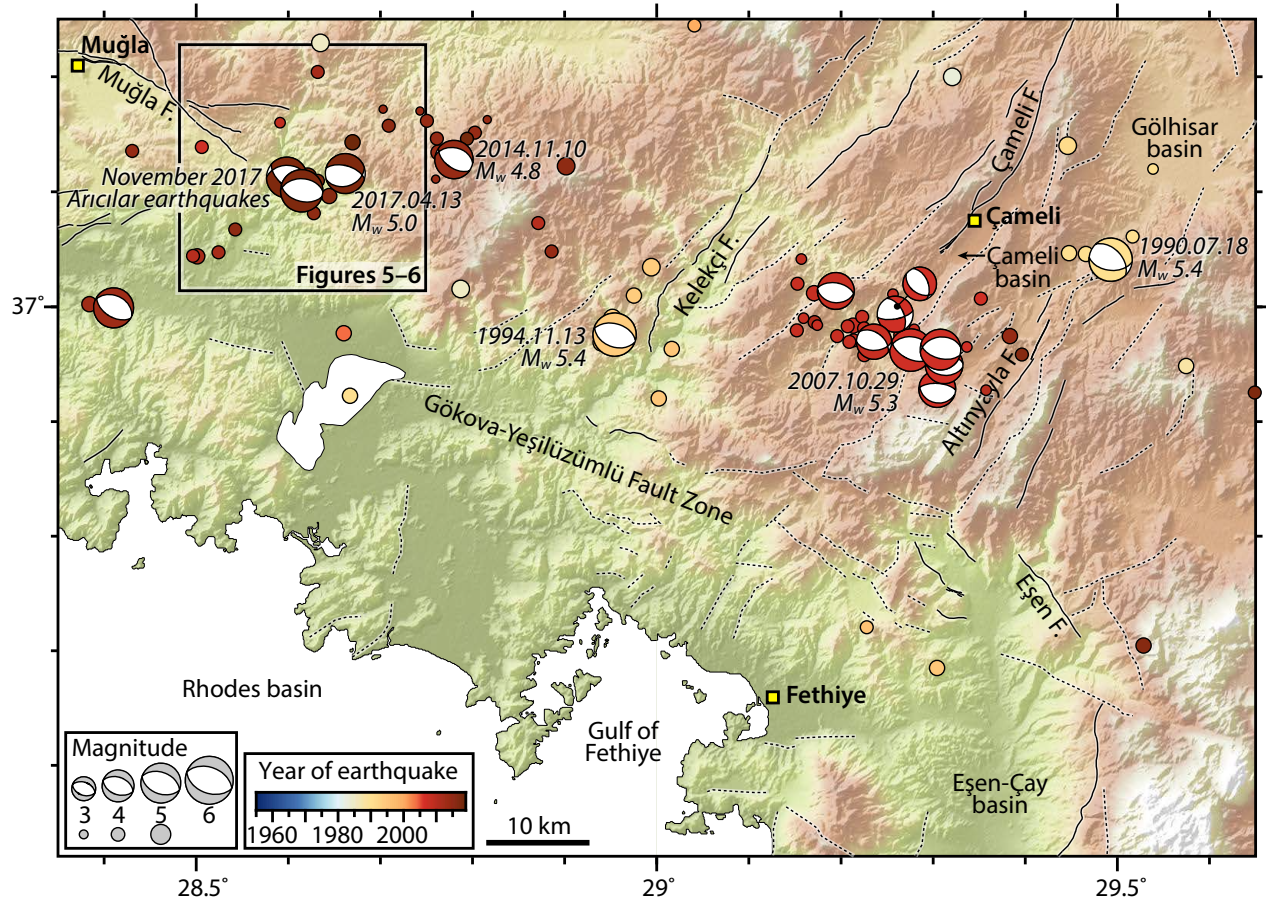 Muğla
Muğla F.
November 2017
Arıcılar earthquakes
2017.04.13
Mw 5.0
2014.11.10
Mw 4.8
Figures 5–6
Çameli F.
Gölhisar
basin
Çameli
Çameli
basin
1990.07.18
Mw 5.4
Kelekçi F.
37°
1994.11.13
Mw 5.4
2007.10.29
Mw 5.3
Altınyayla F.
Gökova-Yeşilüzümlü Fault Zone
Eşen F.
Rhodes basin
Fethiye
Gulf of
Fethiye
Eşen-Çay
basin
Magnitude
3 4 5 6
Year of earthquake
1960 1980 2000
10 km
28.5° 29° 29.5°